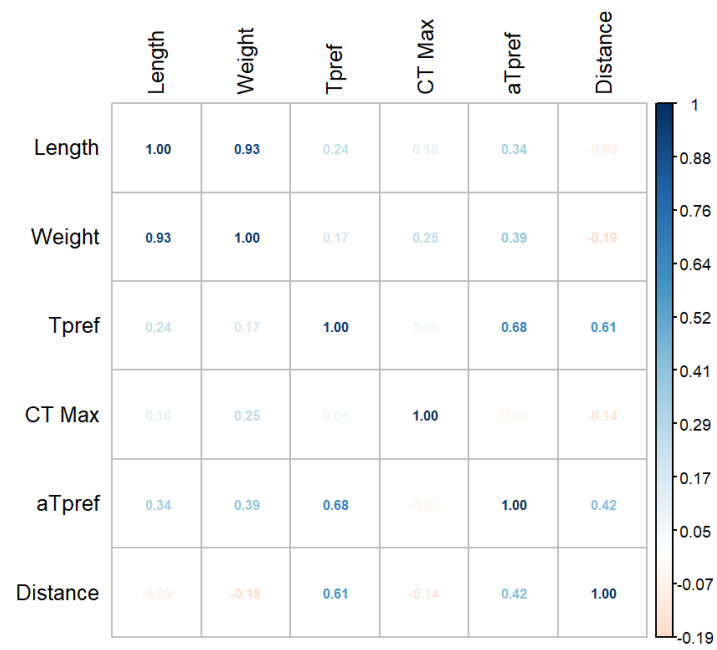 Length Weight Tpref CT Max aTpref Distance
Length 1.00 0.93 0.24 0.10 0.34 -0.09
Weight 0.93 1.00 0.17 0.25 0.39 -0.19
Tpref 0.24 0.17 1.00 0.06 0.68 0.61
CT Max 0.10 0.25 0.06 1.00 -0.05 -0.14
aTpref 0.34 0.39 0.68 -0.05 1.00 0.42
Distance -0.09 -0.19 0.61 -0.14 0.42 1.00
1
0.88
0.76
0.64
0.52
0.41
0.29
0.17
0.05
-0.07
-0.19